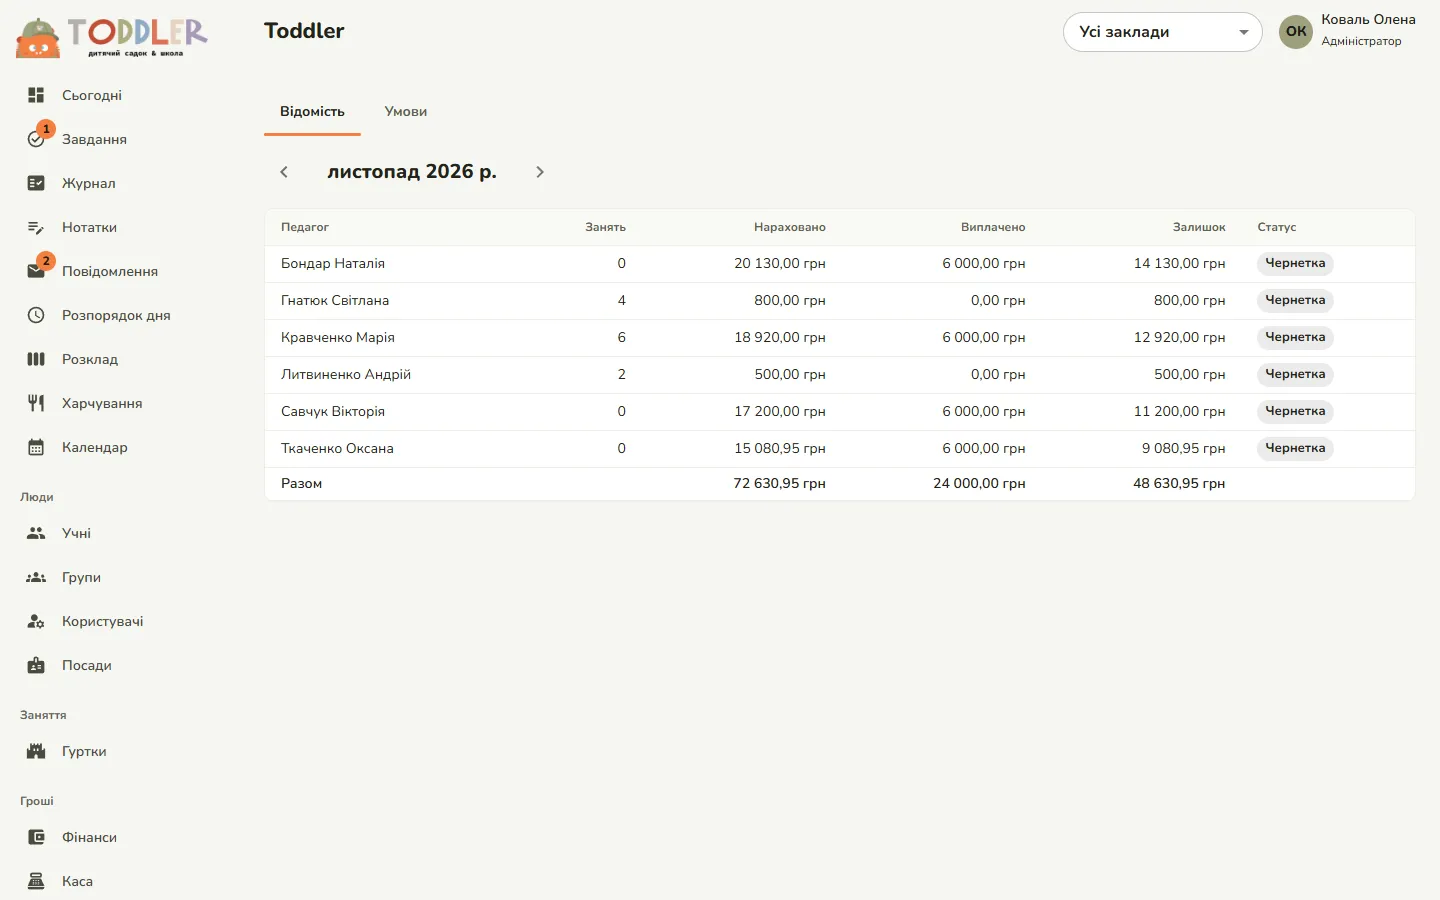 TODDLER
дитячий садок & школа
Toddler
Усі заклади
ОК
Коваль Олена
Адміністратор
Сьогодні
1
Завдання
Журнал
Нотатки
2
Повідомлення
Розпорядок дня
Розклад
Харчування
Календар
Люди
Учні
Групи
Користувачі
Посади
Заняття
Гуртки
Гроші
Фінанси
Каса
Відомість Умови
листопад 2026 р.
Педагог Занять Нараховано Виплачено Залишок Статус
Бондар Наталія 0 20 130,00 грн 6 000,00 грн 14 130,00 грн Чернетка
Гнатюк Світлана 4 800,00 грн 0,00 грн 800,00 грн Чернетка
Кравченко Марія 6 18 920,00 грн 6 000,00 грн 12 920,00 грн Чернетка
Литвиненко Андрій 2 500,00 грн 0,00 грн 500,00 грн Чернетка
Савчук Вікторія 0 17 200,00 грн 6 000,00 грн 11 200,00 грн Чернетка
Ткаченко Оксана 0 15 080,95 грн 6 000,00 грн 9 080,95 грн Чернетка
Разом 72 630,95 грн 24 000,00 грн 48 630,95 грн